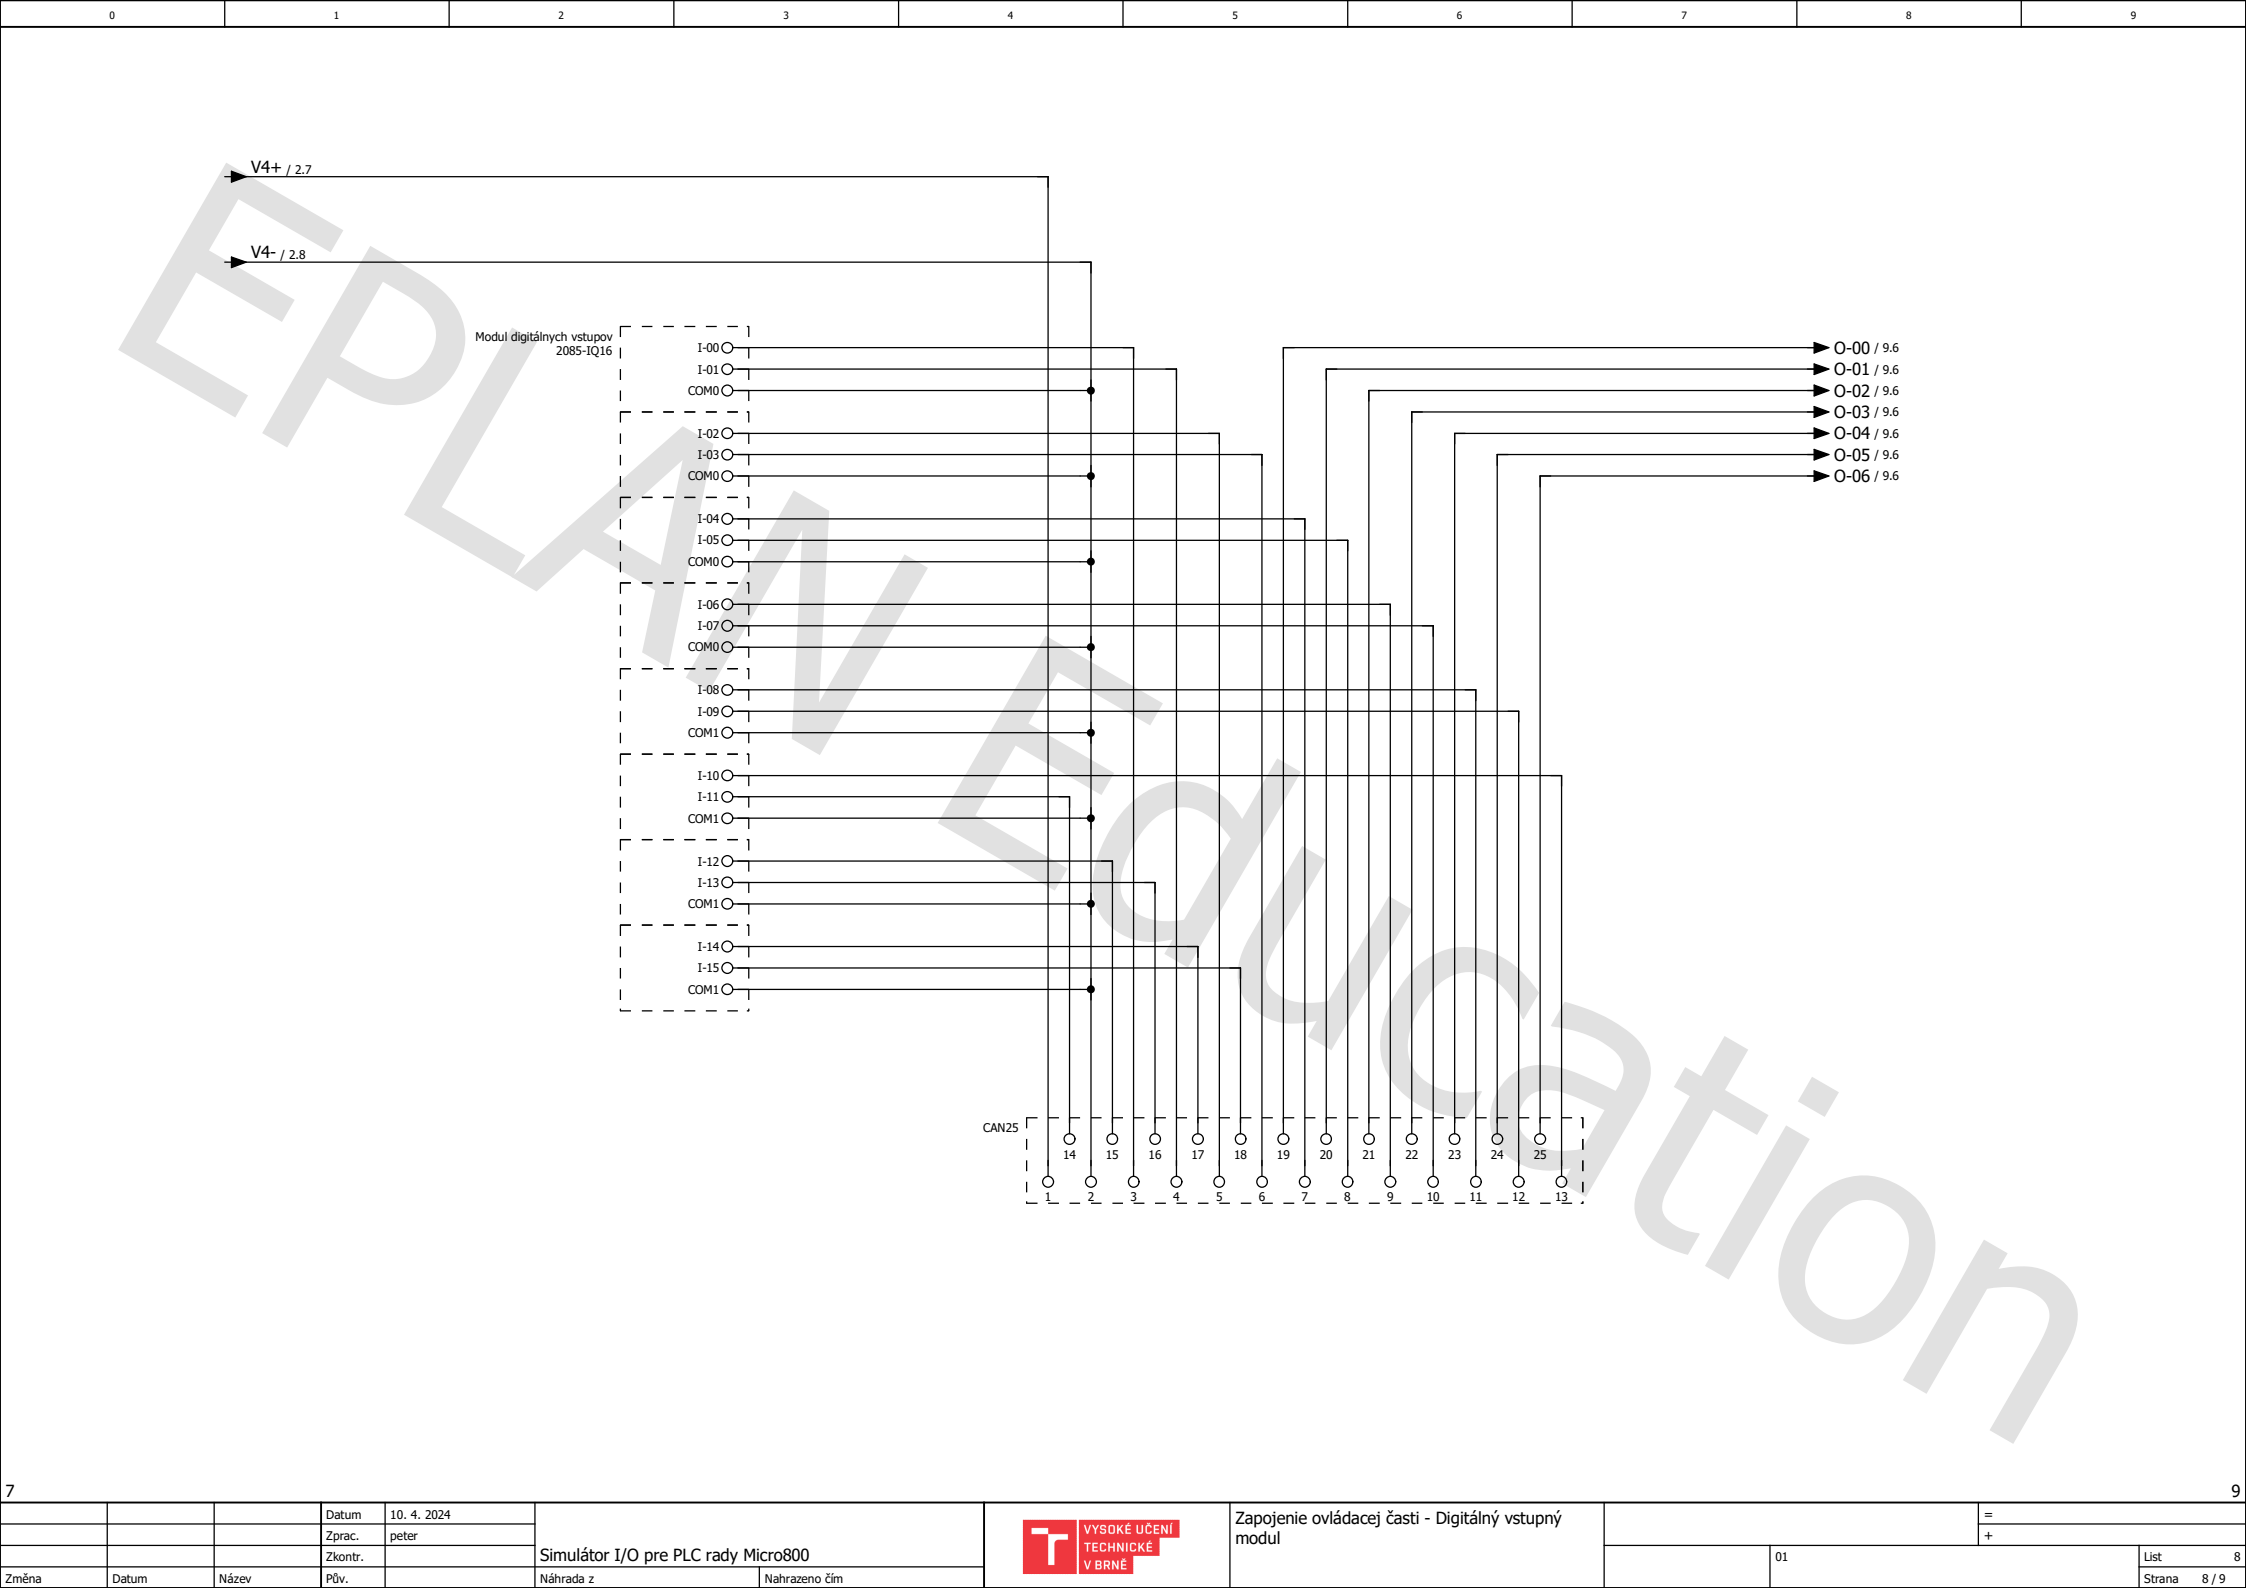 0 1 2 3 4 5 6 7 8 9
V4+ / 2.7
V4- / 2.8
Modul digitálnych vstupov
2085-IQ16
I-00
I-01
COM0
I-02
I-03
COM0
I-04
I-05
COM0
I-06
I-07
COM0
I-08
I-09
COM1
I-10
I-11
COM1
I-12
I-13
COM1
I-14
I-15
COM1
O-00 / 9.6
O-01 / 9.6
O-02 / 9.6
O-03 / 9.6
O-04 / 9.6
O-05 / 9.6
O-06 / 9.6
CAN25
14 15 16 17 18 19 20 21 22 23 24 25
1 2 3 4 5 6 7 8 9 10 11 12 13
EPLAN Education
7 9
Datum 10. 4. 2024
Zprac. peter
Zkontr.
Změna Datum Název Pův.
Simulátor I/O pre PLC rady Micro800
Náhrada z Nahrazeno čím
VYSOKÉ UČENÍ
TECHNICKÉ
V BRNĚ
Zapojenie ovládacej časti - Digitálný vstupný
modul
=
+
01
List 8
Strana 8 / 9